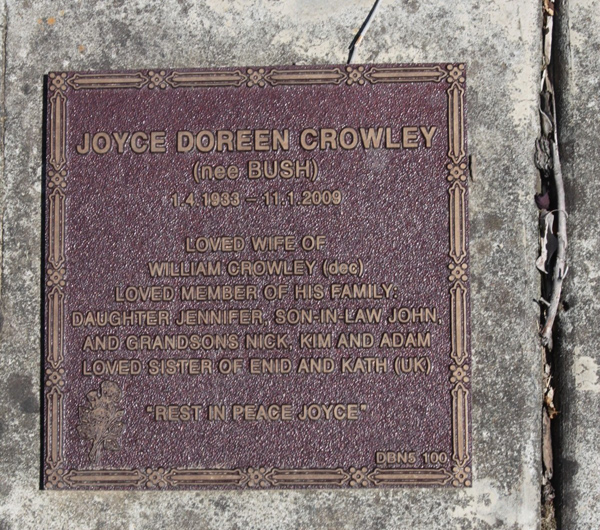 JOYCE DOREEN CROWLEY
(nee BUSH)
1.4.1933 - 11.1.2009
LOVED WIFE OF
WILLIAM CROWLEY (dec)
LOVED MEMBER OF HIS FAMILY:
DAUGHTER JENNIFER, SON-IN-LAW JOHN,
AND GRANDSONS NICK, KIM AND ADAM
LOVED SISTER OF ENID AND KATH (UK)
"REST IN PEACE JOYCE"
DBN5 100